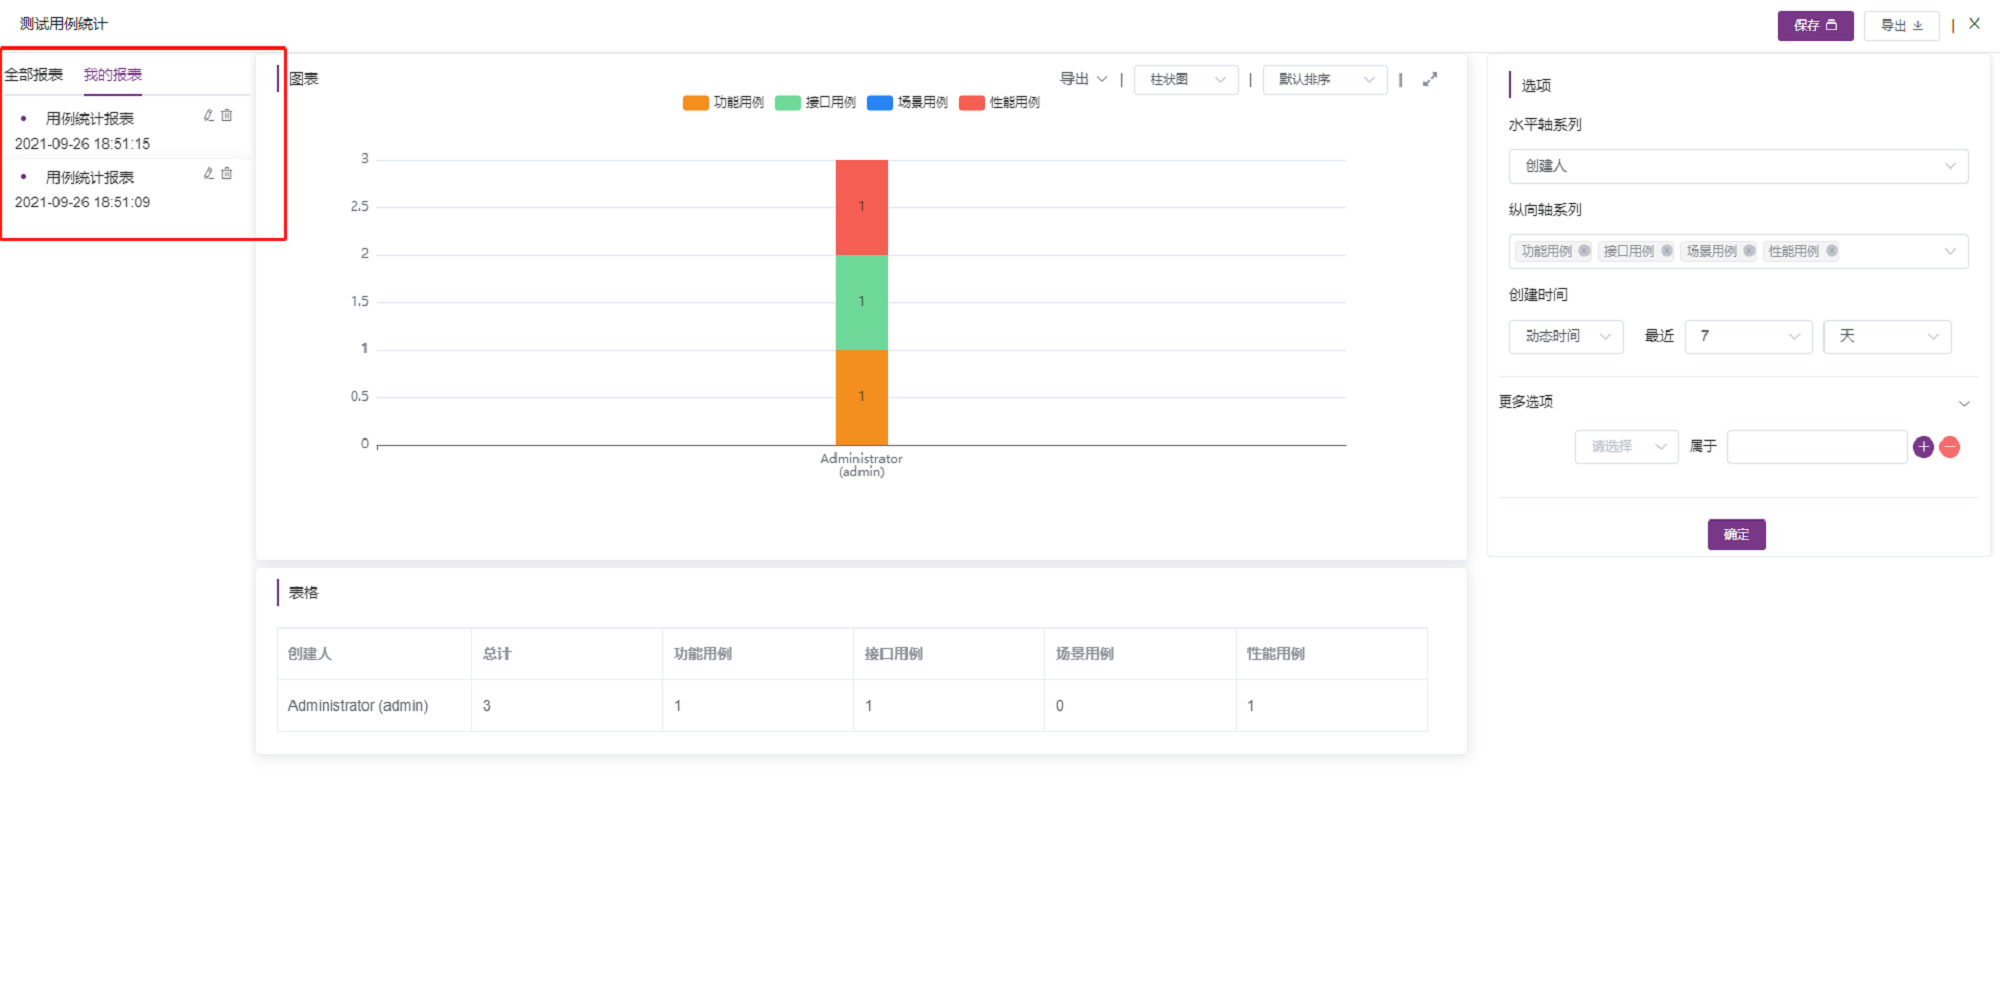 测试用例统计
保存
导出
|
全部报表 我的报表
用例统计报表
2021-09-26 18:51:15
用例统计报表
2021-09-26 18:51:09
图表
导出 | 柱状图 | 默认排序 |
功能用例 接口用例 场景用例 性能用例
3
2.5
2
1.5
1
0.5
0
1
1
1
Administrator
(admin)
表格
创建人 总计 功能用例 接口用例 场景用例 性能用例
Administrator (admin) 3 1 1 0 1
选项
水平轴系列
创建人
纵向轴系列
功能用例 接口用例 场景用例 性能用例
创建时间
动态时间 最近 7 天
更多选项
请选择 属于
确定